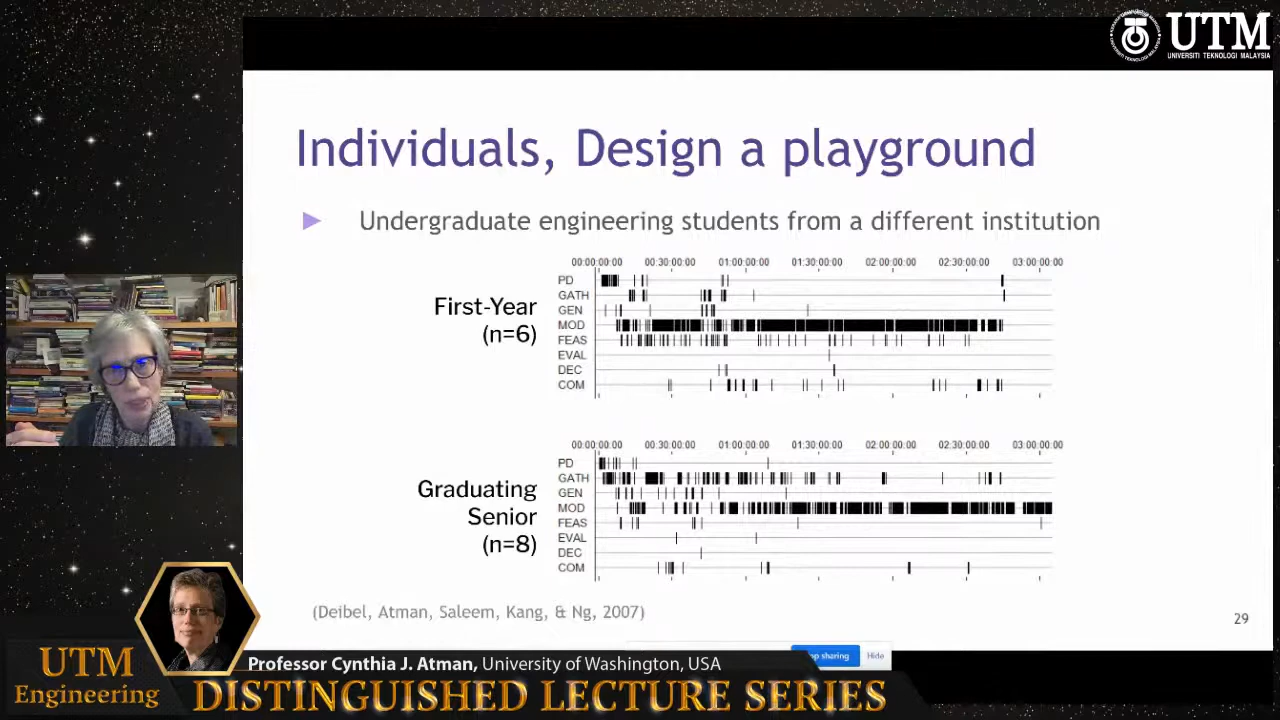 UTM
UNIVERSITI TEKNOLOGI MALAYSIA
Individuals, Design a playground
Undergraduate engineering students from a different institution
00:00:00:00 00:30:00:00 01:00:00:00 01:30:00:00 02:00:00:00 02:30:00:00 03:00:00:00
First-Year
(n=6)
PD
GATH
GEN
MOD
FEAS
EVAL
DEC
COM
00:00:00:00 00:30:00:00 01:00:00:00 01:30:00:00 02:00:00:00 02:30:00:00 03:00:00:00
Graduating
Senior
(n=8)
PD
GATH
GEN
MOD
FEAS
EVAL
DEC
COM
(Deibel, Atman, Saleem, Kang, & Ng, 2007)
29
sharing Hide
UTM
Engineering
Professor Cynthia J. Atman, University of Washington, USA
DISTINGUISHED LECTURE SERIES